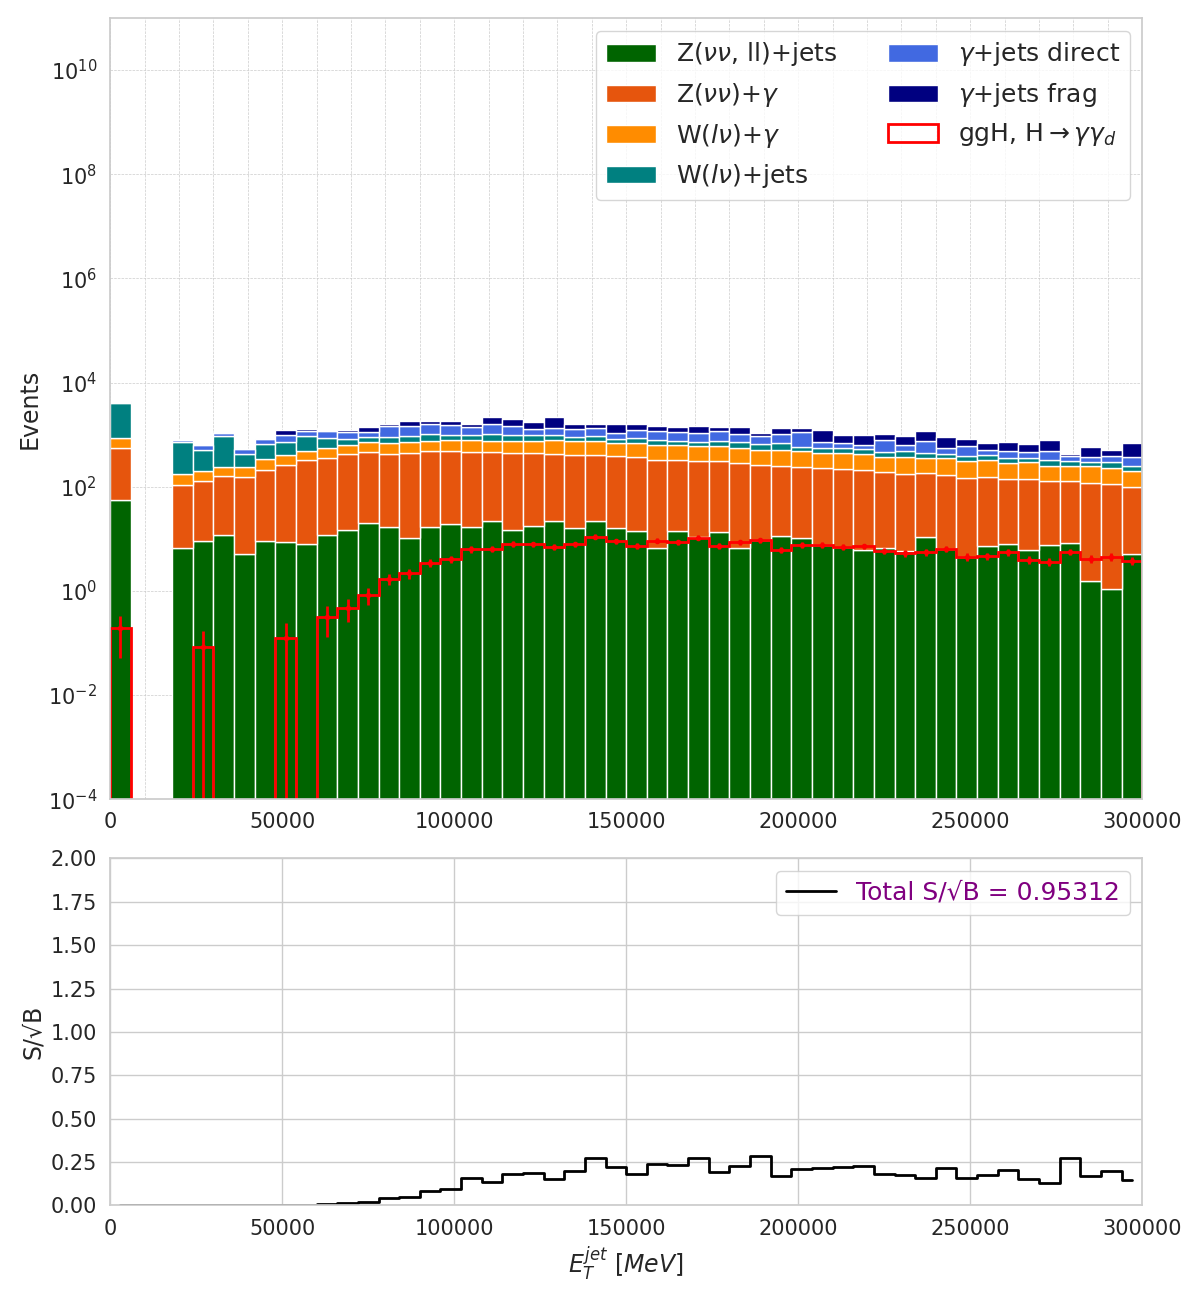 Z(νν, ll)+jets
Z(νν)+γ
W(lν)+γ
W(lν)+jets
γ+jets direct
γ+jets frag
ggH, H→γγ_d
Events
10^10
10^8
10^6
10^4
10^2
10^0
10^−2
10^−4
0 50000 100000 150000 200000 250000 300000
Total S/√B = 0.95312
S/√B
2.00
1.75
1.50
1.25
1.00
0.75
0.50
0.25
0.00
0 50000 100000 150000 200000 250000 300000
E_T^jet [MeV]